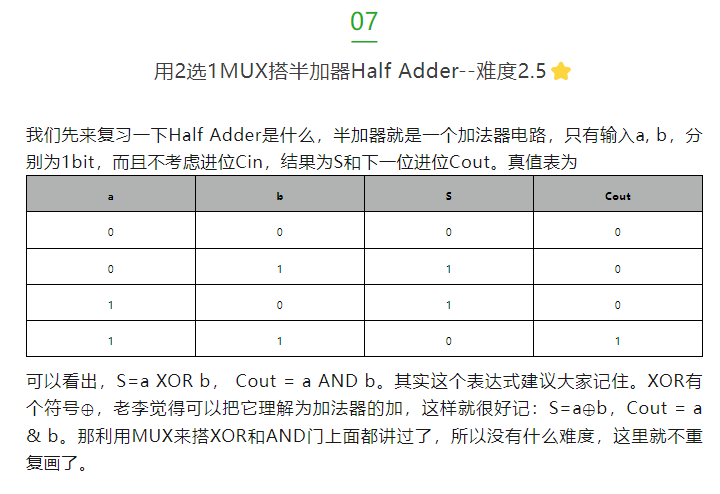 07
用2选1MUX搭半加器Half Adder--难度2.5⭐
我们先来复习一下Half Adder是什么，半加器就是一个加法器电路，只有输入a, b，分
别为1bit，而且不考虑进位Cin，结果为S和下一位进位Cout。真值表为
a b S Cout
0 0 0 0
0 1 1 0
1 0 1 0
1 1 0 1
可以看出，S=a XOR b， Cout = a AND b。其实这个表达式建议大家记住。XOR有
个符号⊕，老李觉得可以把它理解为加法器的加，这样就很好记：S=a⊕b，Cout = a
& b。那利用MUX来搭XOR和AND门上面都讲过了，所以没有什么难度，这里就不重
复画了。